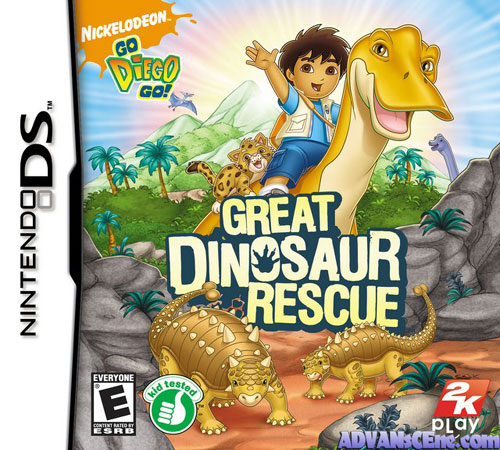 NICKELODEON
GO
DIEGO
GO!
NINTENDO DS™
GREAT
DINOSAUR
RESCUE
EVERYONE
E
CONTENT RATED BY
ESRB
kid tested
2K
play
ADVANsCEne.com